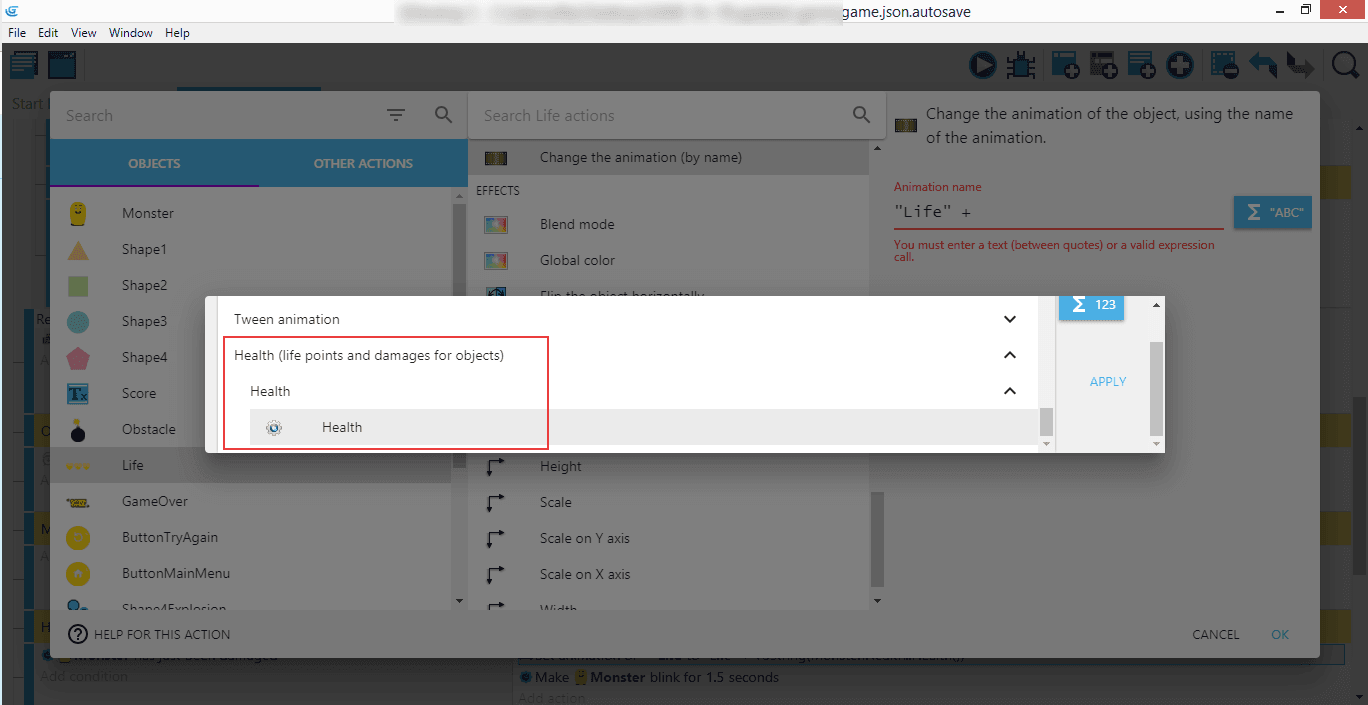 game.json.autosave
File Edit View Window Help
Start
Search
Search Life actions
Change the animation of the object, using the name
of the animation.
OBJECTS
OTHER ACTIONS
Change the animation (by name)
EFFECTS
Animation name
"Life" +
Σ "ABC"
You must enter a text (between quotes) or a valid expression
call.
Monster
Shape1
Shape2
Shape3
Shape4
Score
Obstacle
Life
GameOver
ButtonTryAgain
ButtonMainMenu
Shape4Explosion
Blend mode
Global color
Flip the object horizontally
Tween animation
Σ 123
Health (life points and damages for objects)
Health
Health
APPLY
Height
Scale
Scale on Y axis
Scale on X axis
Width
HELP FOR THIS ACTION
CANCEL
OK
Monster has just been damaged
Add condition
Make Monster blink for 1.5 seconds
Add action